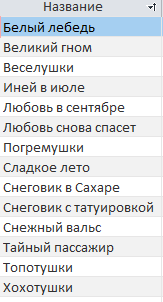 Название
Белый лебедь
Великий гном
Веселушки
Иней в июле
Любовь в сентябре
Любовь снова спасет
Погремушки
Сладкое лето
Снеговик в Сахаре
Снеговик с татуировкой
Снежный вальс
Тайный пассажир
Топотушки
Хохотушки